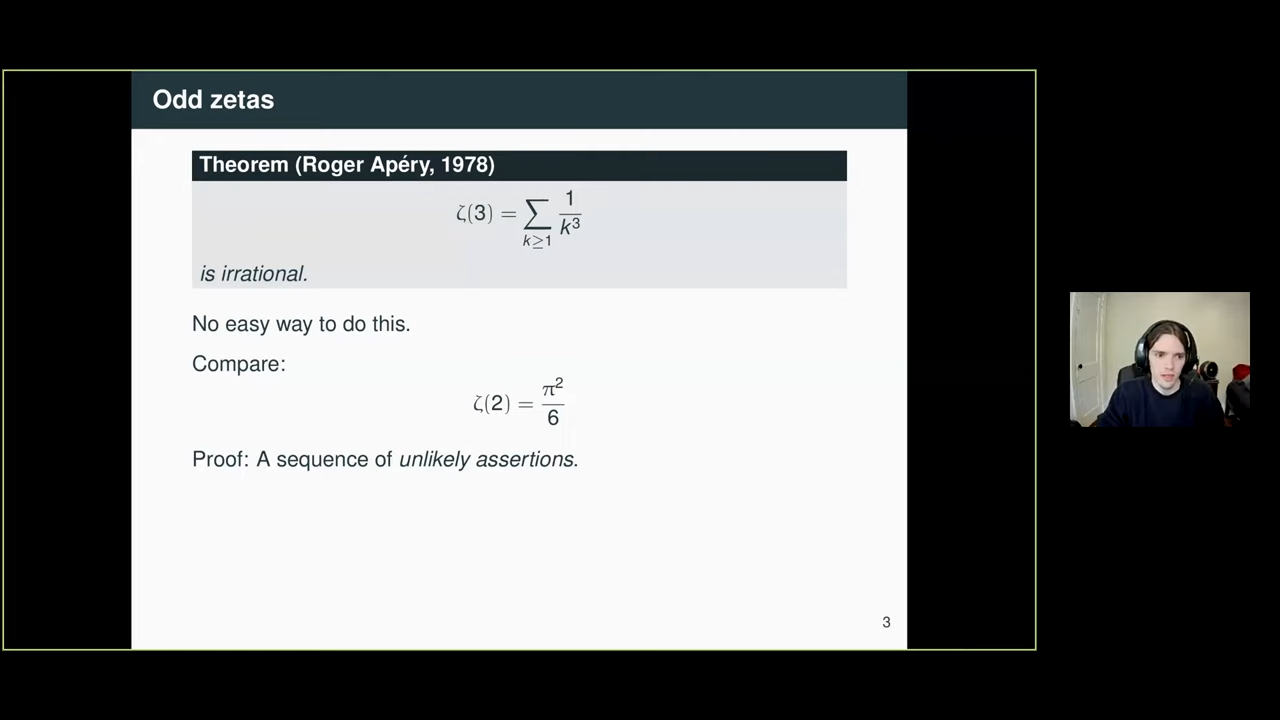 Odd zetas
Theorem (Roger Apéry, 1978)
ζ(3) = ∑_{k≥1} 1/k³
is irrational.
No easy way to do this.
Compare:
ζ(2) = π²/6
Proof: A sequence of unlikely assertions.
3